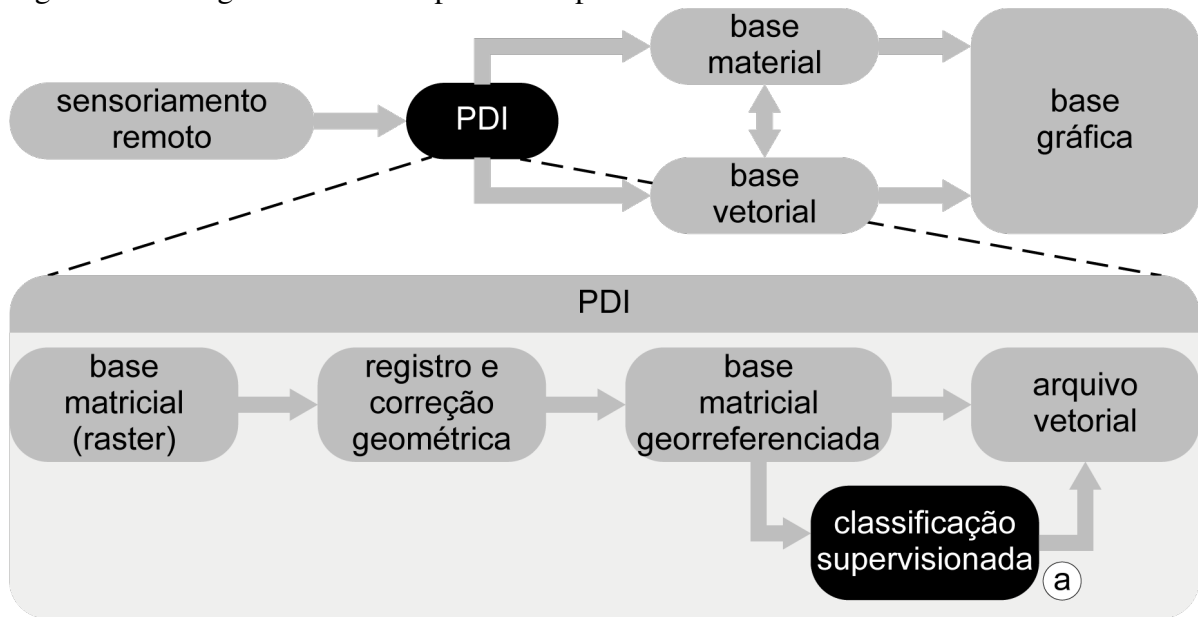 base
material
sensoriamento
remoto
PDI
base
gráfica
base
vetorial
PDI
base
matricial
(raster)
registro e
correção
geométrica
base
matricial
georreferenciada
arquivo
vetorial
classificação
supervisionada
a